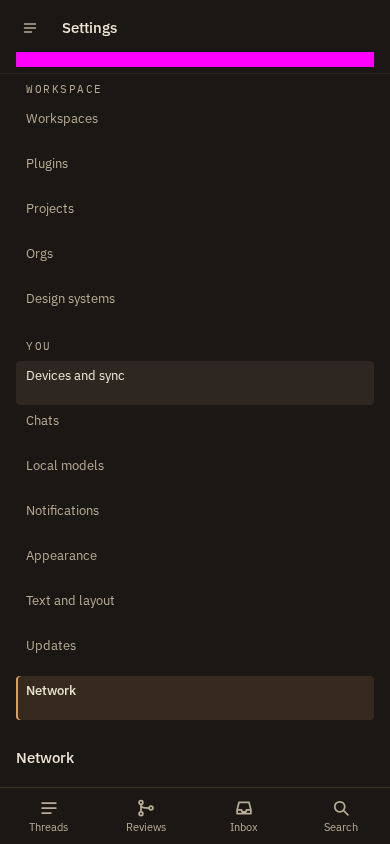 Settings
WORKSPACE
Workspaces
Plugins
Projects
Orgs
Design systems
YOU
Devices and sync
Chats
Local models
Notifications
Appearance
Text and layout
Updates
Network
Network
Threads
Reviews
Inbox
Search